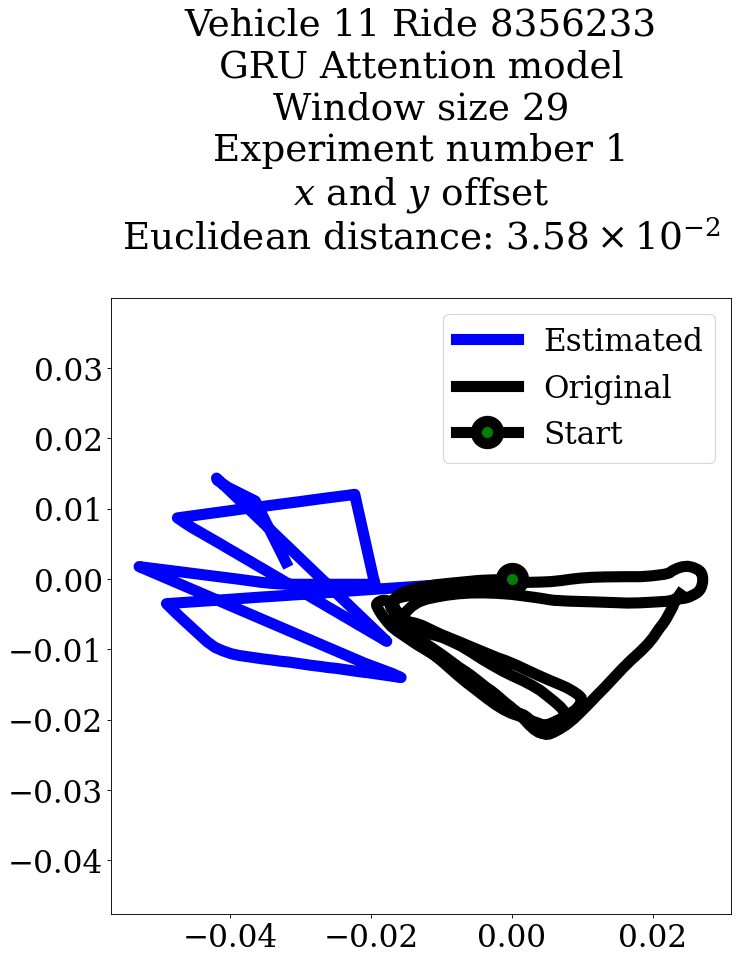 Vehicle 11 Ride 8356233
GRU Attention model
Window size 29
Experiment number 1
x and y offset
Euclidean distance: 3.58 × 10⁻²
Estimated
Original
Start
0.03
0.02
0.01
0.00
−0.01
−0.02
−0.03
−0.04
−0.04 −0.02 0.00 0.02